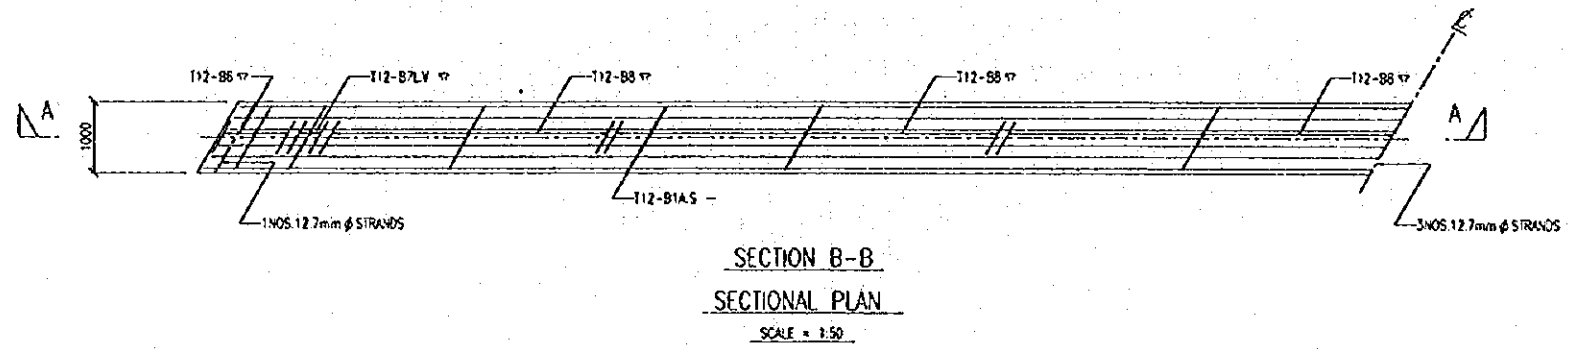 ℄
T12-B6
T12-B7LV
T12-B8
T12-B8
T12-B8
A
A
1000
T12-B1A.S -
1NOS.12.7mm ϕ STRANDS
3NOS.12.7mm ϕ STRANDS
SECTION B-B
SECTIONAL PLAN
SCALE = 1:50